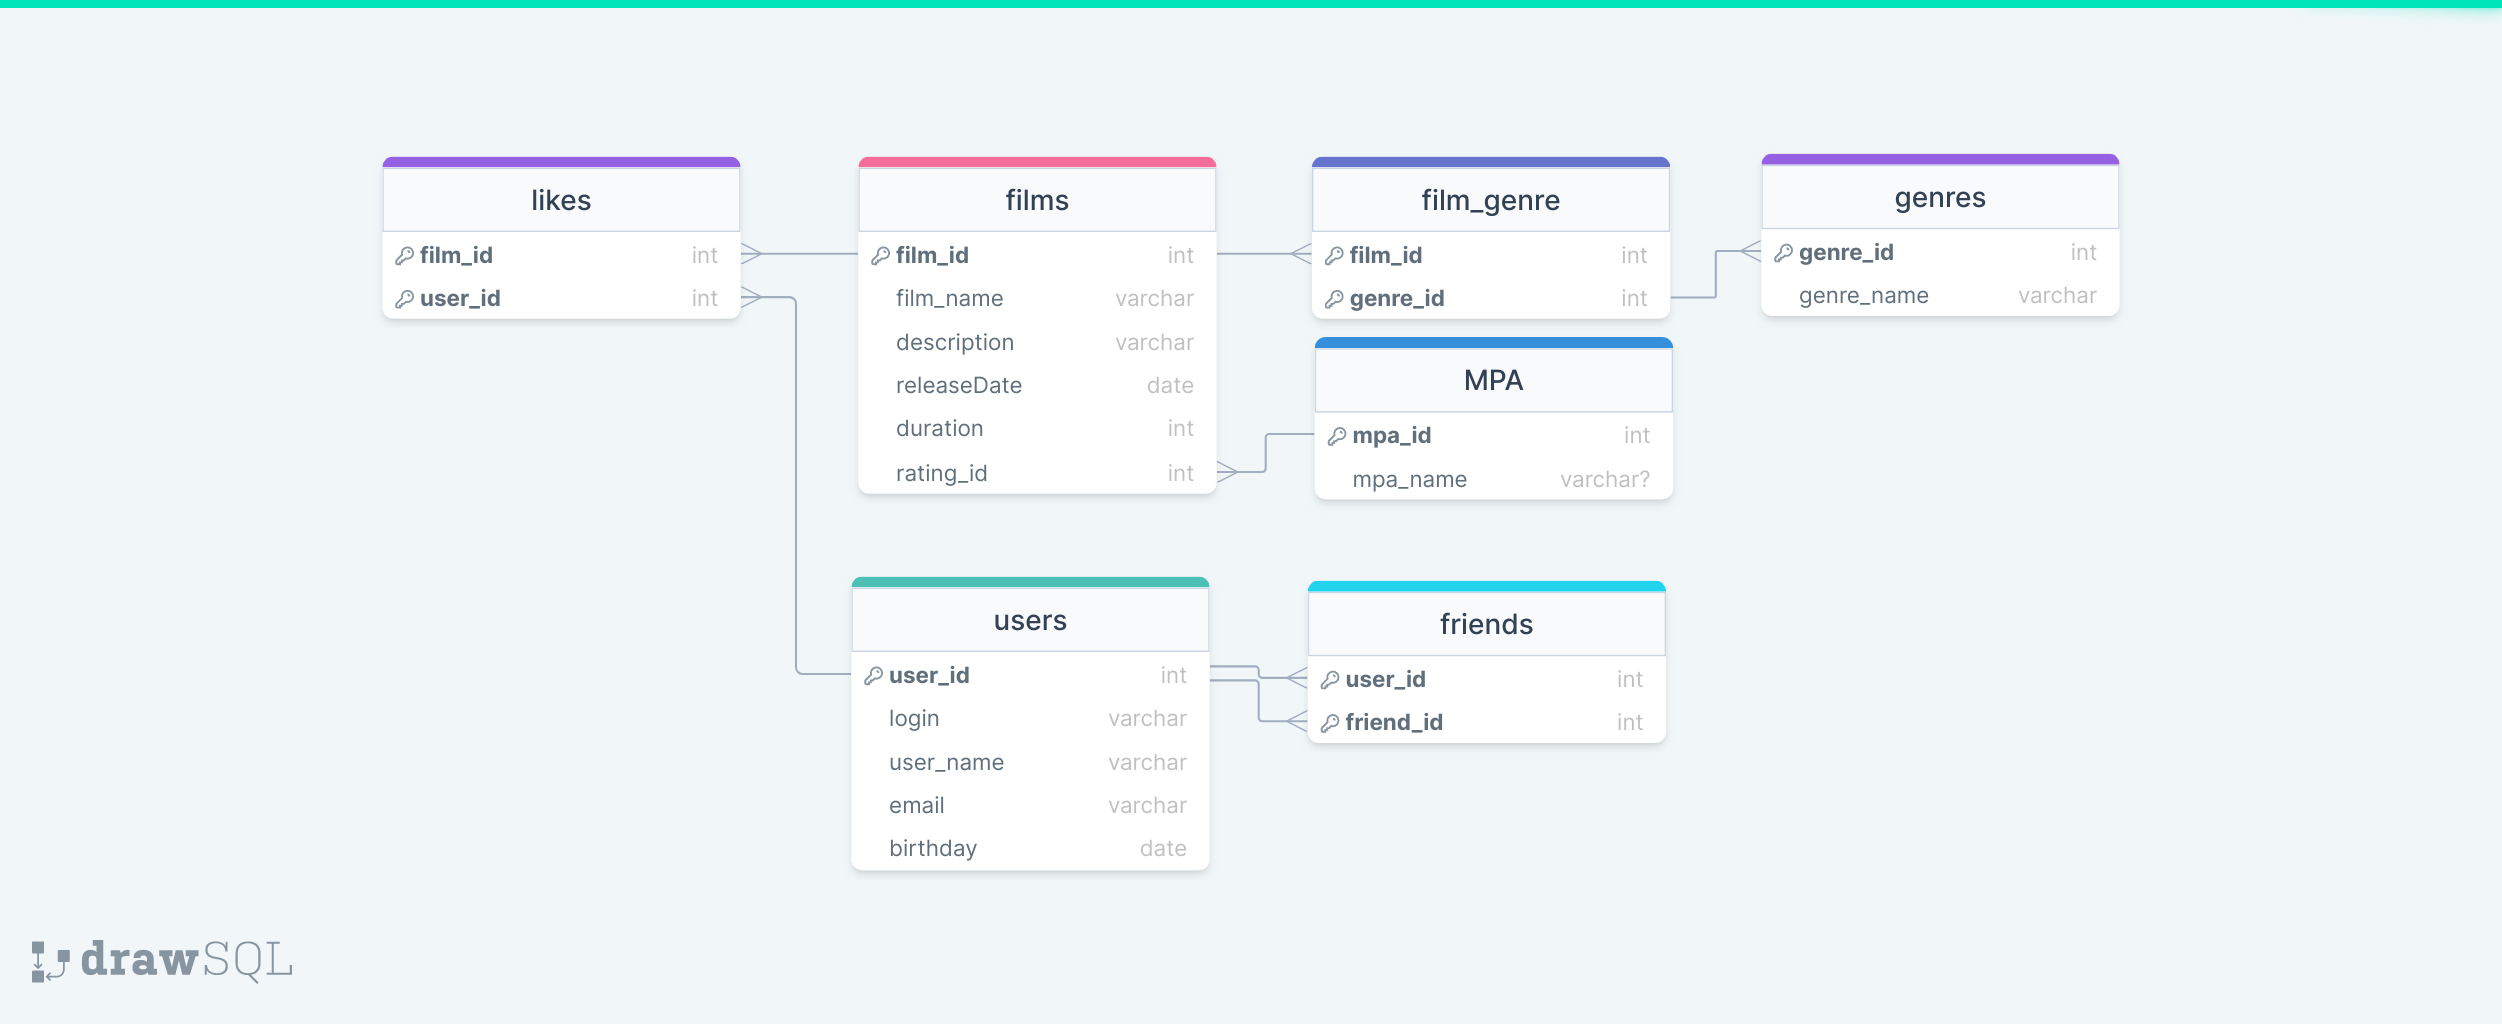 likes
film_id int
user_id int
films
film_id int
film_name varchar
description varchar
releaseDate date
duration int
rating_id int
film_genre
film_id int
genre_id int
genres
genre_id int
genre_name varchar
MPA
mpa_id int
mpa_name varchar?
users
user_id int
login varchar
user_name varchar
email varchar
birthday date
friends
user_id int
friend_id int
drawSQL